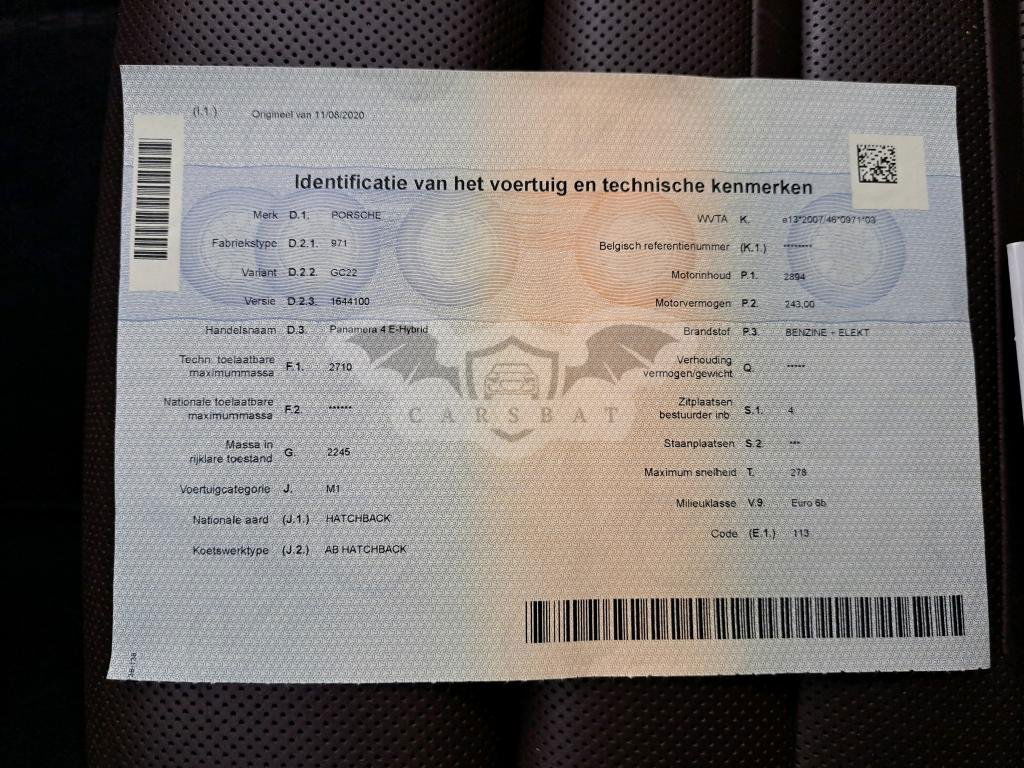 (I.1.) Origineel van 11/08/2020
Identificatie van het voertuig en technische kenmerken
Merk D.1. PORSCHE
Fabriekstype D.2.1. 971
Variant D.2.2. GC22
Versie D.2.3. 1644100
Handelsnaam D.3. Panamera 4 E-Hybrid
Techn. toelaatbare
maximummassa F.1. 2710
Nationale toelaatbare
maximummassa F.2. ******
Massa in
rijklare toestand G. 2245
Voertuigcategorie J. M1
Nationale aard (J.1.) HATCHBACK
Koetswerktype (J.2.) AB HATCHBACK
WVTA K. e13*2007/46*0971*03
Belgisch referentienummer (K.1.) ********
Motorinhoud P.1. 2894
Motorvermogen P.2. 243.00
Brandstof P.3. BENZINE - ELEKT
Verhouding
vermogen/gewicht Q. *****
Zitplaatsen
bestuurder inb. S.1. 4
Staanplaatsen S.2. ***
Maximum snelheid T. 278
Milieuklasse V.9. Euro 6b
Code (E.1.) 113
CARSBAT